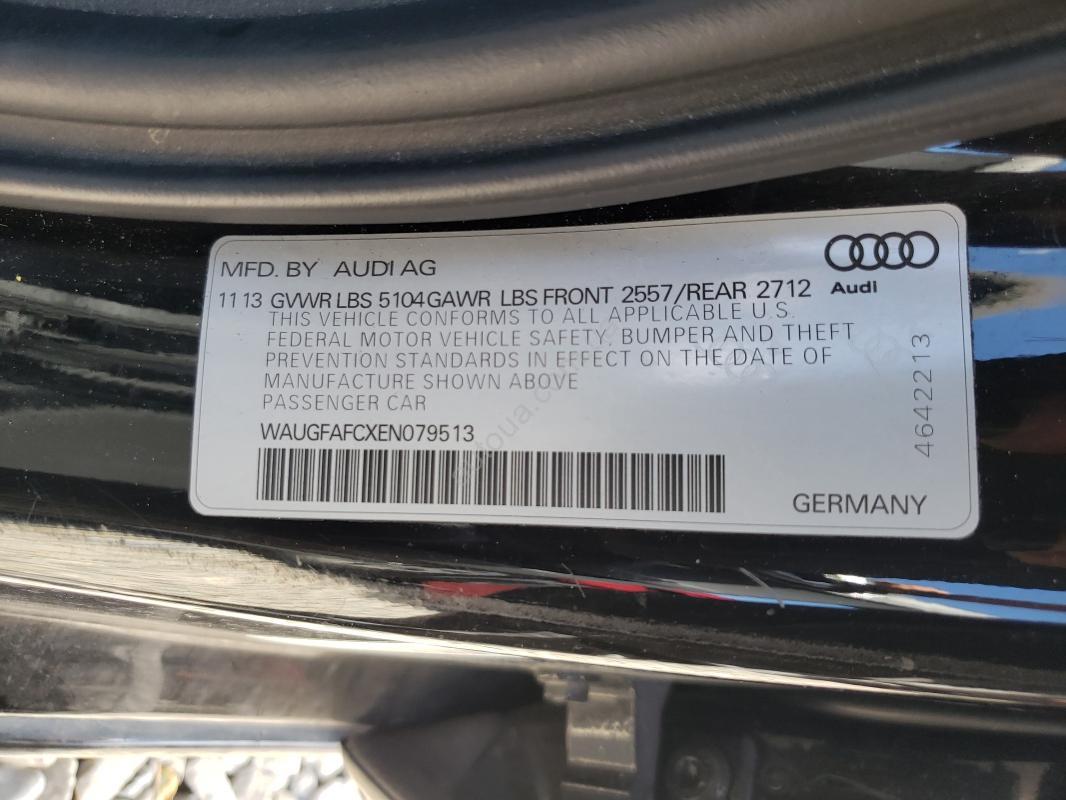 MFD. BY AUDI AG
11 13 GVWR LBS 5104 GAWR LBS FRONT 2557/REAR 2712
Audi
THIS VEHICLE CONFORMS TO ALL APPLICABLE U.S.
FEDERAL MOTOR VEHICLE SAFETY, BUMPER AND THEFT
PREVENTION STANDARDS IN EFFECT ON THE DATE OF
MANUFACTURE SHOWN ABOVE
PASSENGER CAR
WAUGFAFCXEN079513
4642213
GERMANY
autoua.com